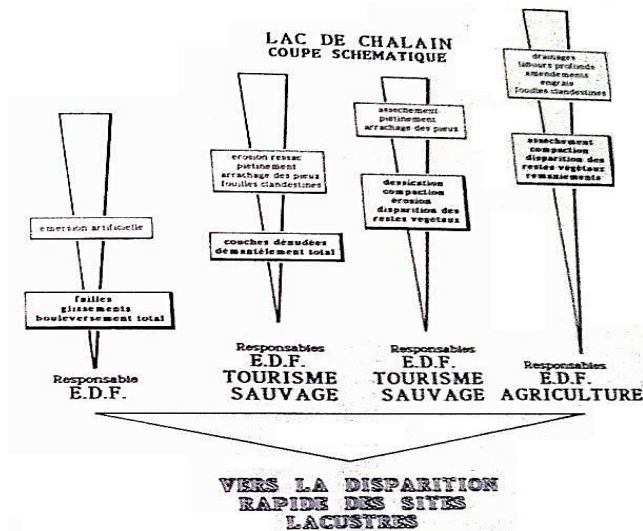 LAC DE CHALAIN
COUPE SCHEMATIQUE
émersion artificielle
failles
glissements
bouleversement total
Responsable
E.D.F.
érosion ressac
piétinement
arrachage des pieux
fouilles clandestines
couches dénudées
démantèlement total
Responsables
E.D.F.
TOURISME
SAUVAGE
assèchement
piétinement
arrachage des pieux
dessication
compaction
érosion
disparition des
restes végétaux
Responsables
E.D.F.
TOURISME
SAUVAGE
drainages
labours profonds
amendements
engrais
fouilles clandestines
assèchement
compaction
disparition des
restes végétaux
remaniements
Responsables
E.D.F.
AGRICULTURE
VERS LA DISPARITION
RAPIDE DES SITES
LACUSTRES